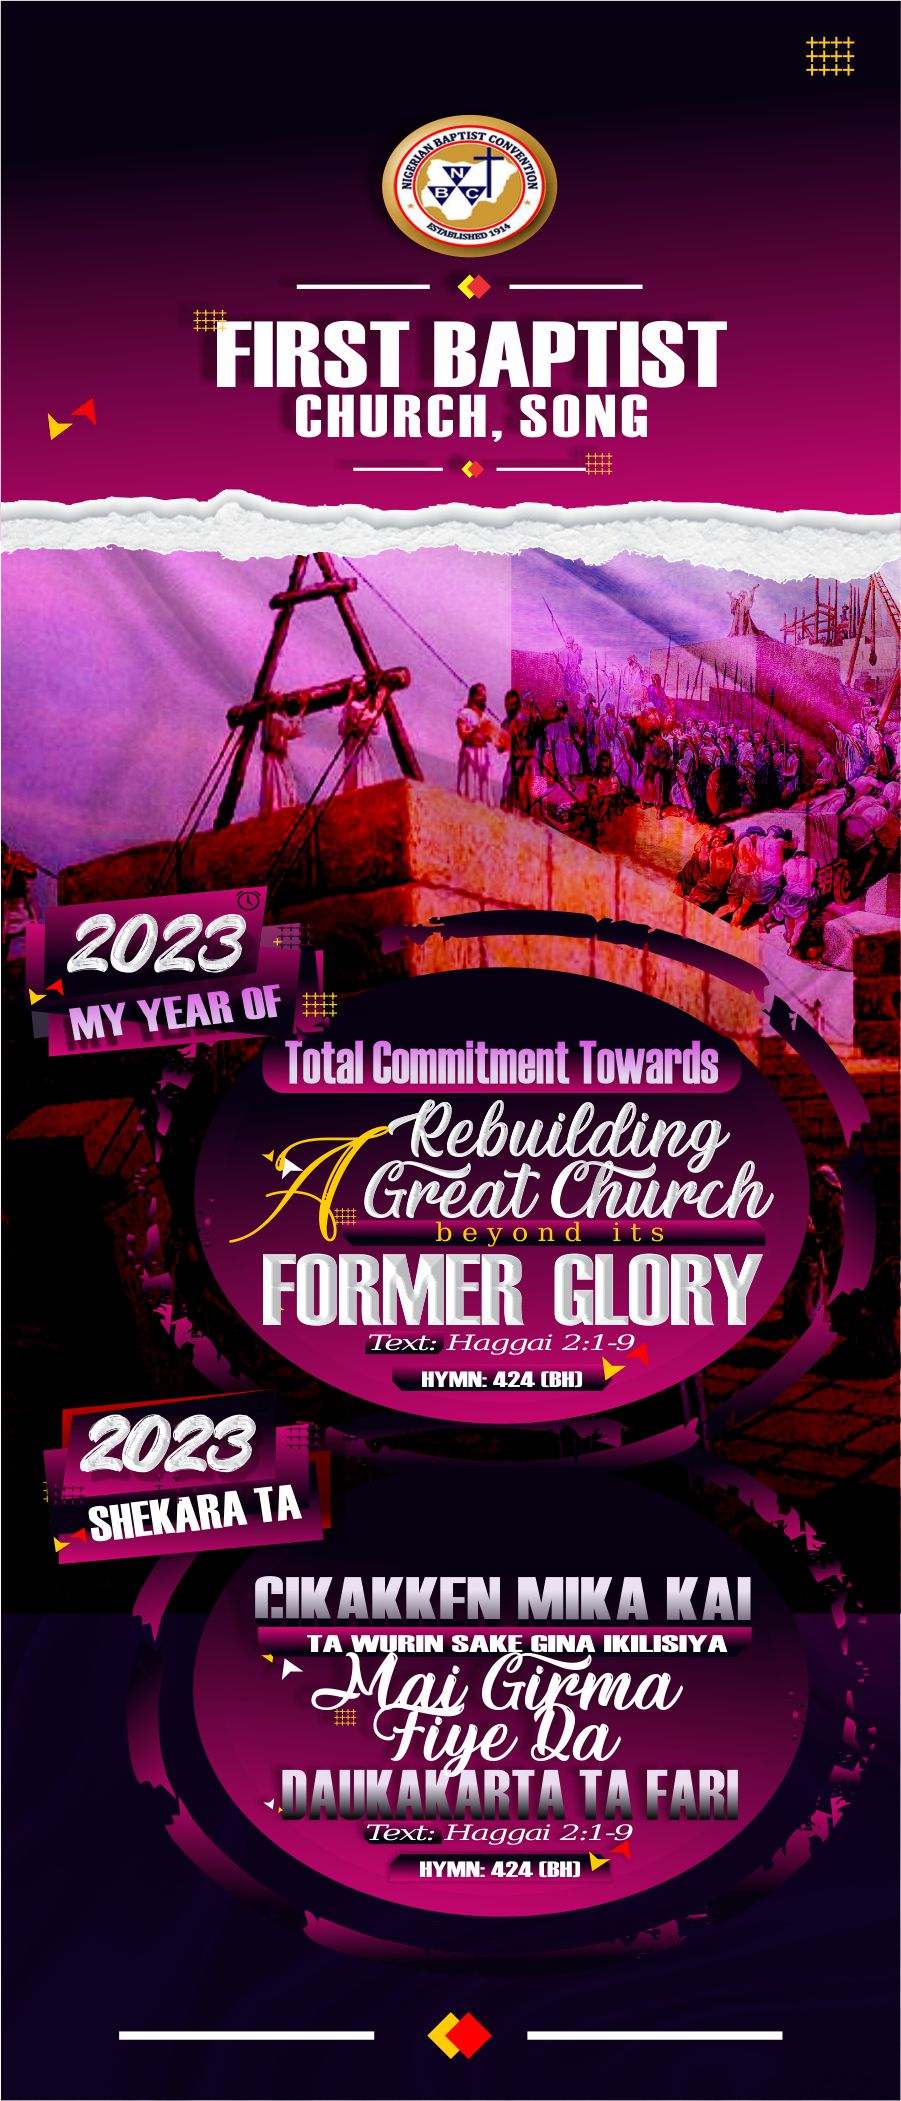 NIGERIAN BAPTIST CONVENTION
N
B C
ESTABLISHED 1914
FIRST BAPTIST
CHURCH, SONG
2023
MY YEAR OF
Total Commitment Towards
Rebuilding
A Great Church
beyond its
FORMER GLORY
Text: Haggai 2:1-9
HYMN: 424 (BH)
2023
SHEKARA TA
CIKAKKEN MIKA KAI
TA WURIN SAKE GINA IKILISIYA
Mai Girma
Fiye Da
DAUKAKARTA TA FARI
Text: Haggai 2:1-9
HYMN: 424 (BH)